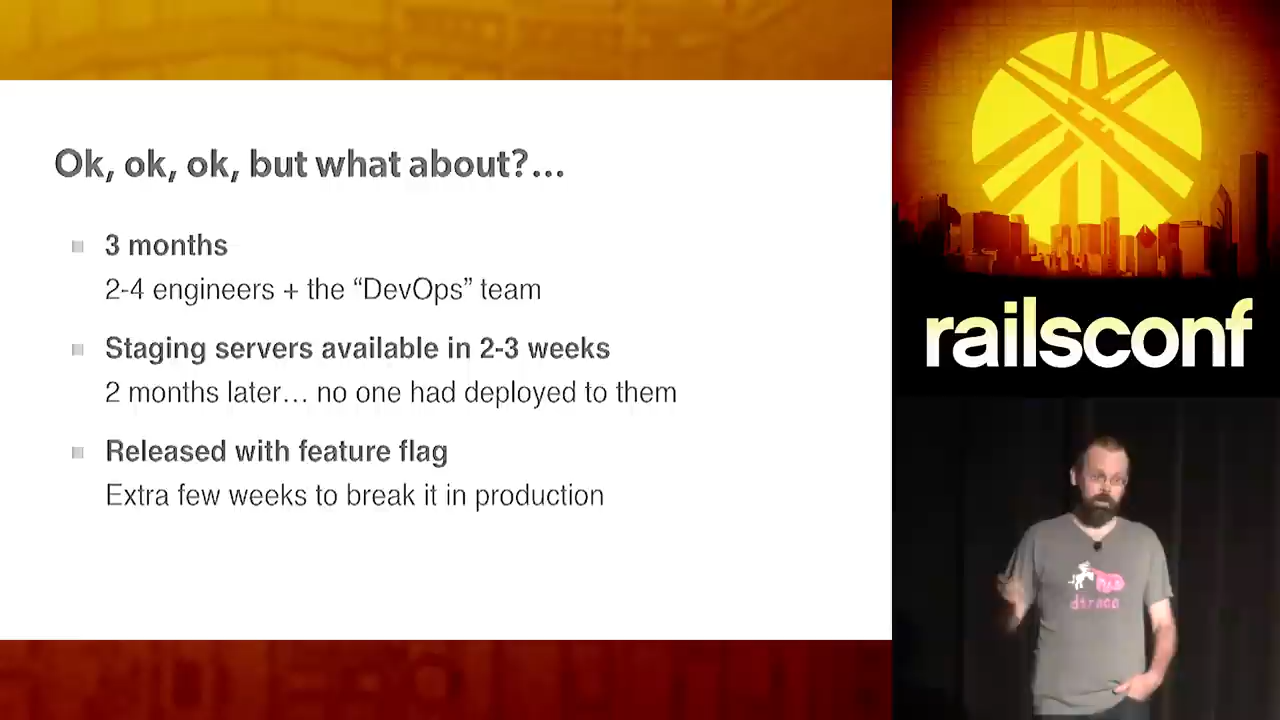 Ok, ok, ok, but what about?…
3 months
2-4 engineers + the “DevOps” team
Staging servers available in 2-3 weeks
2 months later… no one had deployed to them
Released with feature flag
Extra few weeks to break it in production
railsconf